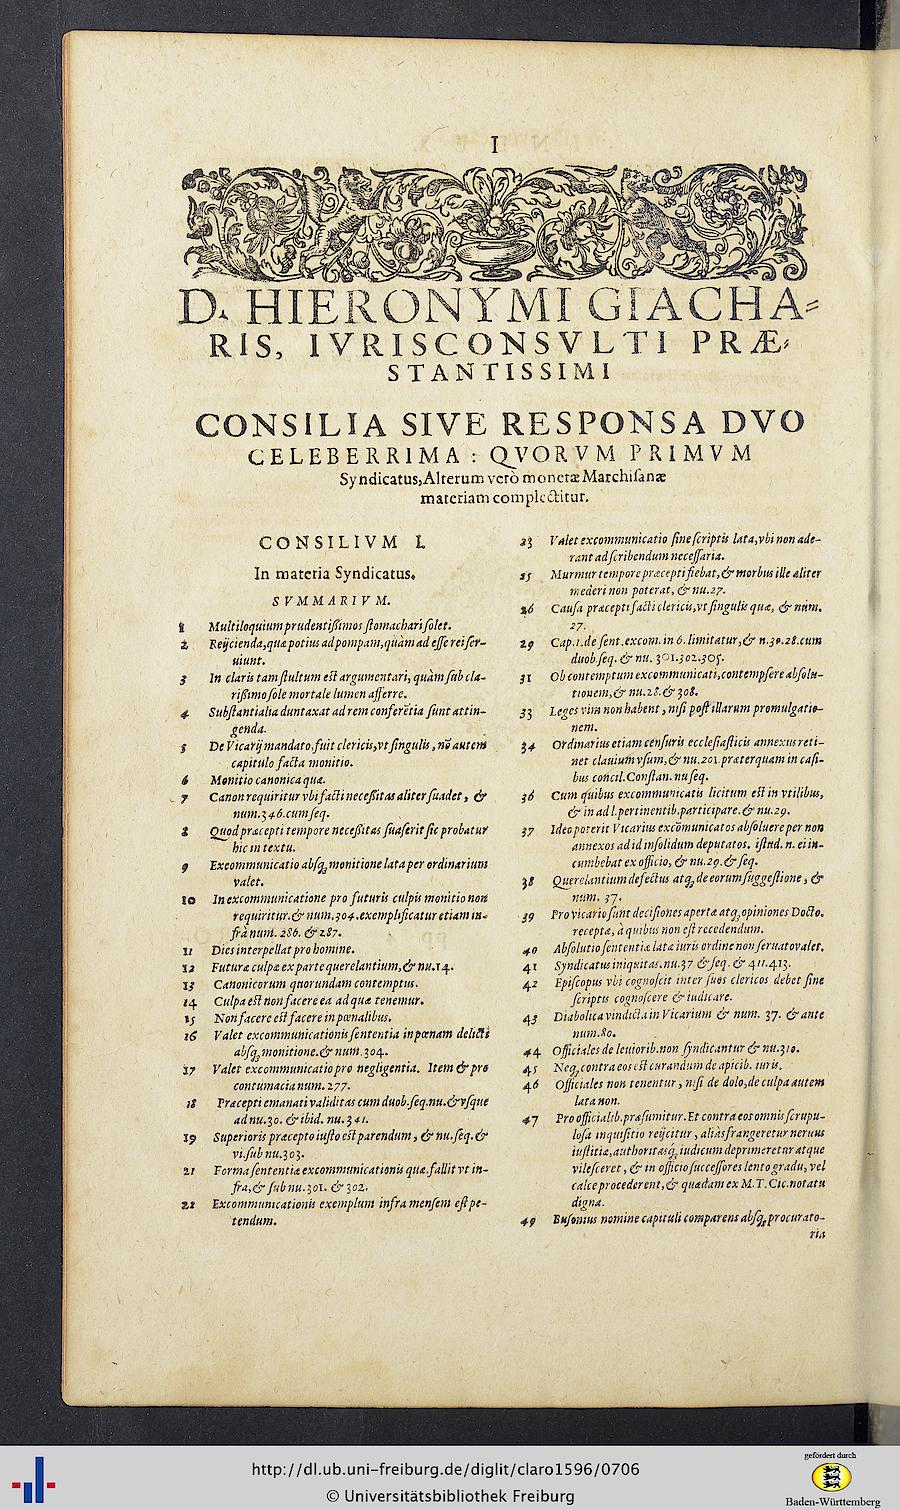 I
D. HIERONYMI GIACHA-
RIS, IVRISCONSVLTI PRÆ-
STANTISSIMI
CONSILIA SIVE RESPONSA DVO
CELEBERRIMA : QVORVM PRIMVM
Syndicatus, Alterum verò monetæ Marchiſanæ
materiam complectitur.
CONSILIVM I.
In materia Syndicatus.
SVMMARIVM.
1 Multiloquium prudentißimos ſtomachari ſolet.
2 Reijcienda, quæ potius ad pompam, quàm ad eſſe rei ſer-
uiunt.
3 In claris tam ſtultum est argumentari, quàm ſub cla-
rißimo ſole mortale lumen aſſerre.
4 Subſtantialia duntaxat ad rem conferētia ſunt attin-
genda.
5 De Vicarij mandato, fuit clericis, vt ſingulis, nō autem
capitulo facta monitio.
6 Monitio canonica quæ.
7 Canon requiritur vbi facti neceßitas aliter ſuadet, &
num. 346. cum ſeq.
8 Quod præcepti tempore neceßitas ſuaſerit ſic probatur
hic in textu.
9 Excommunicatio abſq; monitione lata per ordinarium
valet.
10 In excommunicatione pro futuris culpis monitio non
requiritur. & num. 304. exemplificatur etiam in-
frà num. 286. & 287.
11 Dies interpellat pro homine.
12 Futuræ culpæ ex parte querelantium, & nu. 14.
13 Canonicorum quorundam contemptus.
14 Culpa est non facere ea ad quæ tenemur.
15 Non facere est facere in pœnalibus.
16 Valet excommunicationis ſententia in pœnam delicti
abſq; monitione. & num. 304.
17 Valet excommunicatio pro negligentia. Item & pro
contumacia num. 277.
18 Præcepti emanati validitas cum duob. ſeq. nu. & vſque
ad nu. 30. & ibid. nu. 341.
19 Superioris præcepto iuſto est parendum, & nu. ſeq. &
vi. ſub nu. 303.
21 Forma ſententiæ excommunicationis quæ. fallit vt in-
fra, & ſub nu. 301. & 302.
22 Excommunicationis exemplum infra menſem eſt pe-
tendum.
23 Valet excommunicatio ſine ſcriptis lata, vbi non ade-
rant ad ſcribendum neceſſaria.
25 Murmur tempore præcepti fiebat, & morbus ille aliter
mederi non poterat, & nu. 27.
26 Cauſa præcepti facti clericis, vt ſingulis quæ, & num.
27.
29 Cap. 1. de ſent. excom. in 6. limitatur, & n. 30. 28. cum
duob. ſeq. & nu. 301. 302. 305.
31 Ob contemptum excommunicati, contempſere abſolu-
tionem, & nu. 28. & 308.
33 Leges vim non habent, niſi poſt illarum promulgatio-
nem.
34 Ordinarius etiam cenſuris eccleſiaſticis annexus reti-
net clauium vſum, & nu. 201. præterquam in caſi-
bus concil. Conſtan. nu ſeq.
36 Cum quibus excommunicatis licitum est in vtilibus,
& in ad l. pertinentib. participare. & nu. 29.
37 Ideo poterit Vicarius excōmunicatos abſoluere per non
annexos ad id inſolidum deputatos. iſtud. n. ei in-
cumbebat ex officio, & nu. 29. & ſeq.
38 Querelantium defectus atq; de eorum ſuggeſtione, &
num. 37.
39 Pro vicario ſunt deciſiones apertæ atq; opiniones Docto.
receptæ, à quibus non eſt recedendum.
40 Abſolutio ſententiæ latæ iuris ordine non ſeruato valet.
41 Syndicatus iniquitas. nu. 37 & ſeq. & 411. 413.
42 Epiſcopus vbi cognoſcit inter ſuos clericos debet ſine
ſcriptis cognoſcere & iudicare.
43 Diabolica vindicta in Vicarium & num. 37. & ante
num. 80.
44 Officiales de leuiorib. non ſyndicantur & nu. 310.
45 Neq; contra eos est curandum de apicib. iuris.
46 Officiales non tenentur, niſi de dolo, de culpa autem
lata non.
47 Pro officialib. præſumitur. Et contra eos omnis ſcrupu-
loſa inquiſitio reijcitur, aliàs frangeretur neruus
iuſtitiæ, authoritasq; iudicum deprimeretur atque
vileſceret, & in officio ſucceſſores lento gradu, vel
calce procederent, & quædam ex M. T. Cic. notatu
digna.
49 Buſonius nomine capituli comparens abſq; procurato-
ria
http://dl.ub.uni-freiburg.de/diglit/claro1596/0706
© Universitätsbibliothek Freiburg
gefördert durch
Baden-Württemberg